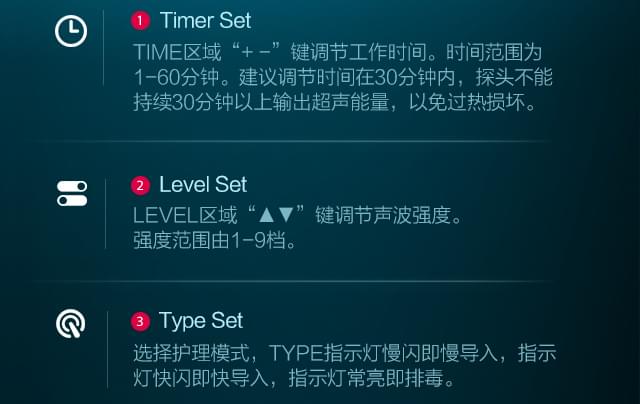 1 Timer Set
TIME区域“+ -”键调节工作时间。时间范围为
1-60分钟。建议调节时间在30分钟内，探头不能
持续30分钟以上输出超声能量，以免过热损坏。
2 Level Set
LEVEL区域“▲▼”键调节声波强度。
强度范围由1-9档。
3 Type Set
选择护理模式，TYPE指示灯慢闪即慢导入，指示
灯快闪即快导入，指示灯常亮即排毒。